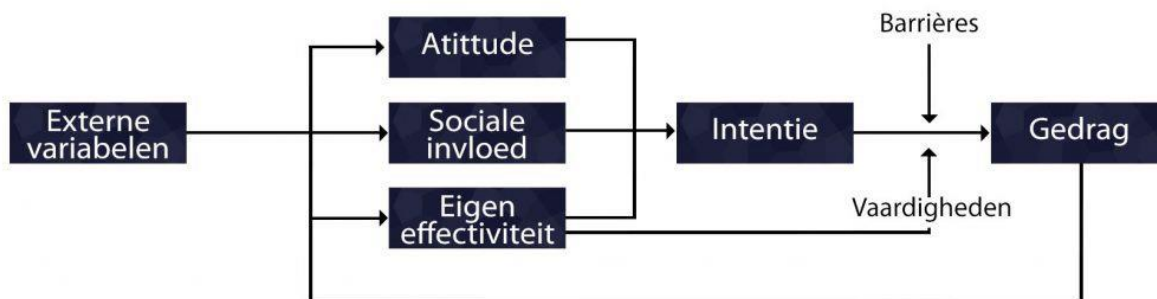 Barrières
Atittude
Externe
variabelen
Sociale
invloed
Intentie
Gedrag
Eigen
effectiviteit
Vaardigheden